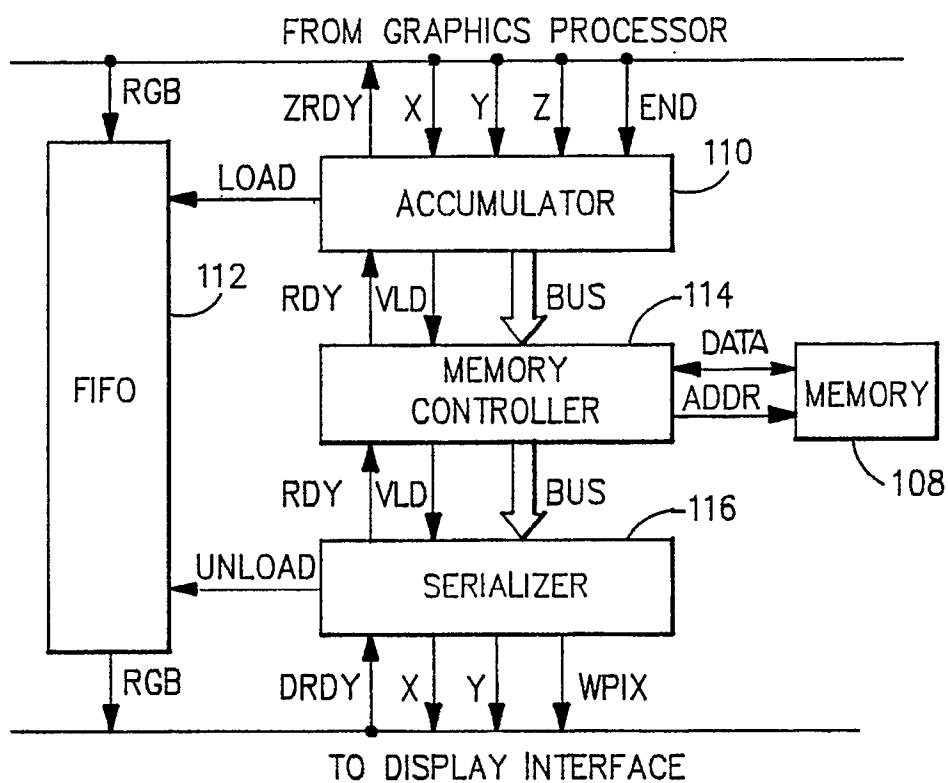 FROM GRAPHICS PROCESSOR
RGB
ZRDY
X
Y
Z
END
110
LOAD
ACCUMULATOR
112
RDY
VLD
BUS
114
FIFO
MEMORY
CONTROLLER
DATA
ADDR
MEMORY
108
RDY
VLD
BUS
116
UNLOAD
SERIALIZER
RGB
DRDY
X
Y
WPIX
TO DISPLAY INTERFACE